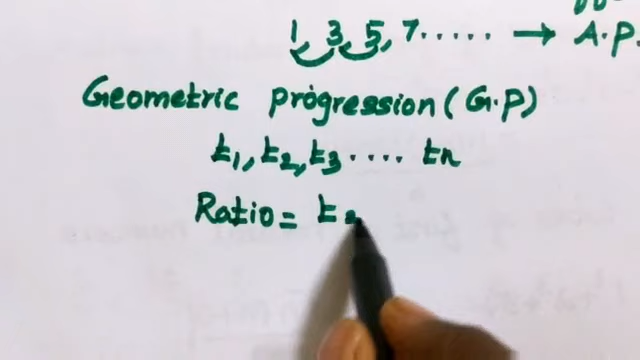 1, 3, 5, 7..... → A.P.
Geometric progression (G.P)
t1, t2, t3 .... tn
Ratio = t2